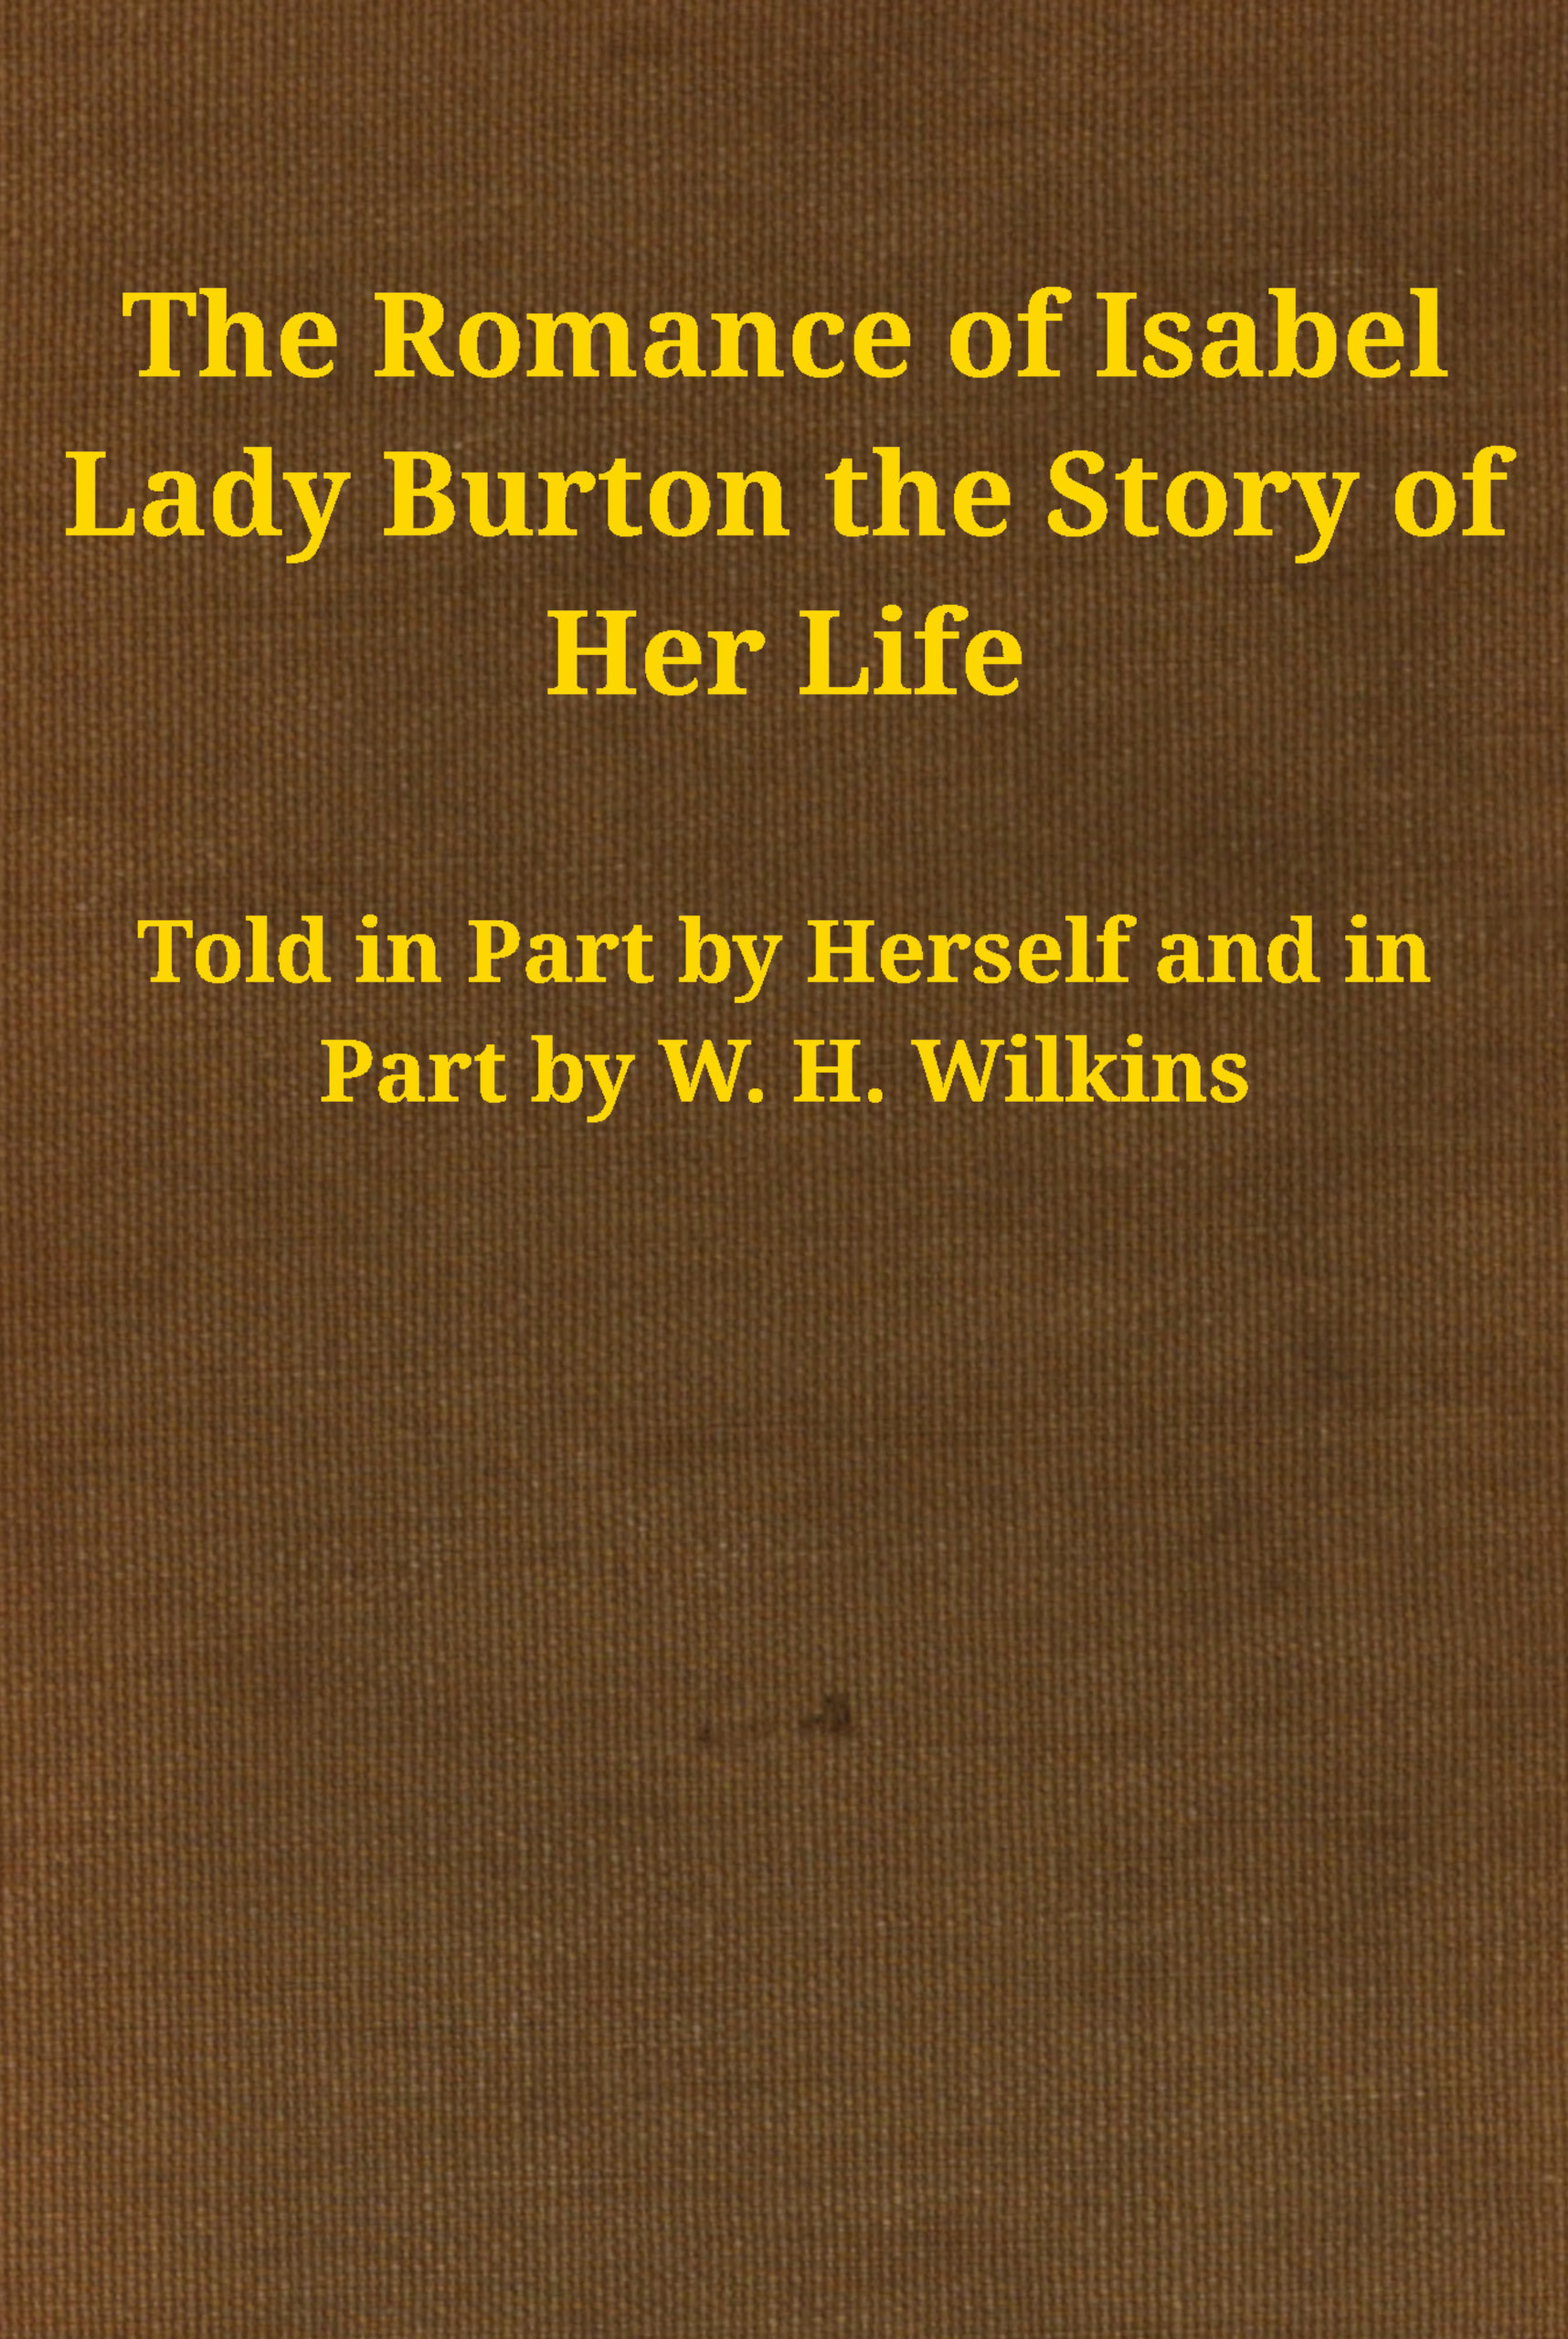 The Romance of Isabel
Lady Burton the Story of
Her Life
Told in Part by Herself and in
Part by W. H. Wilkins